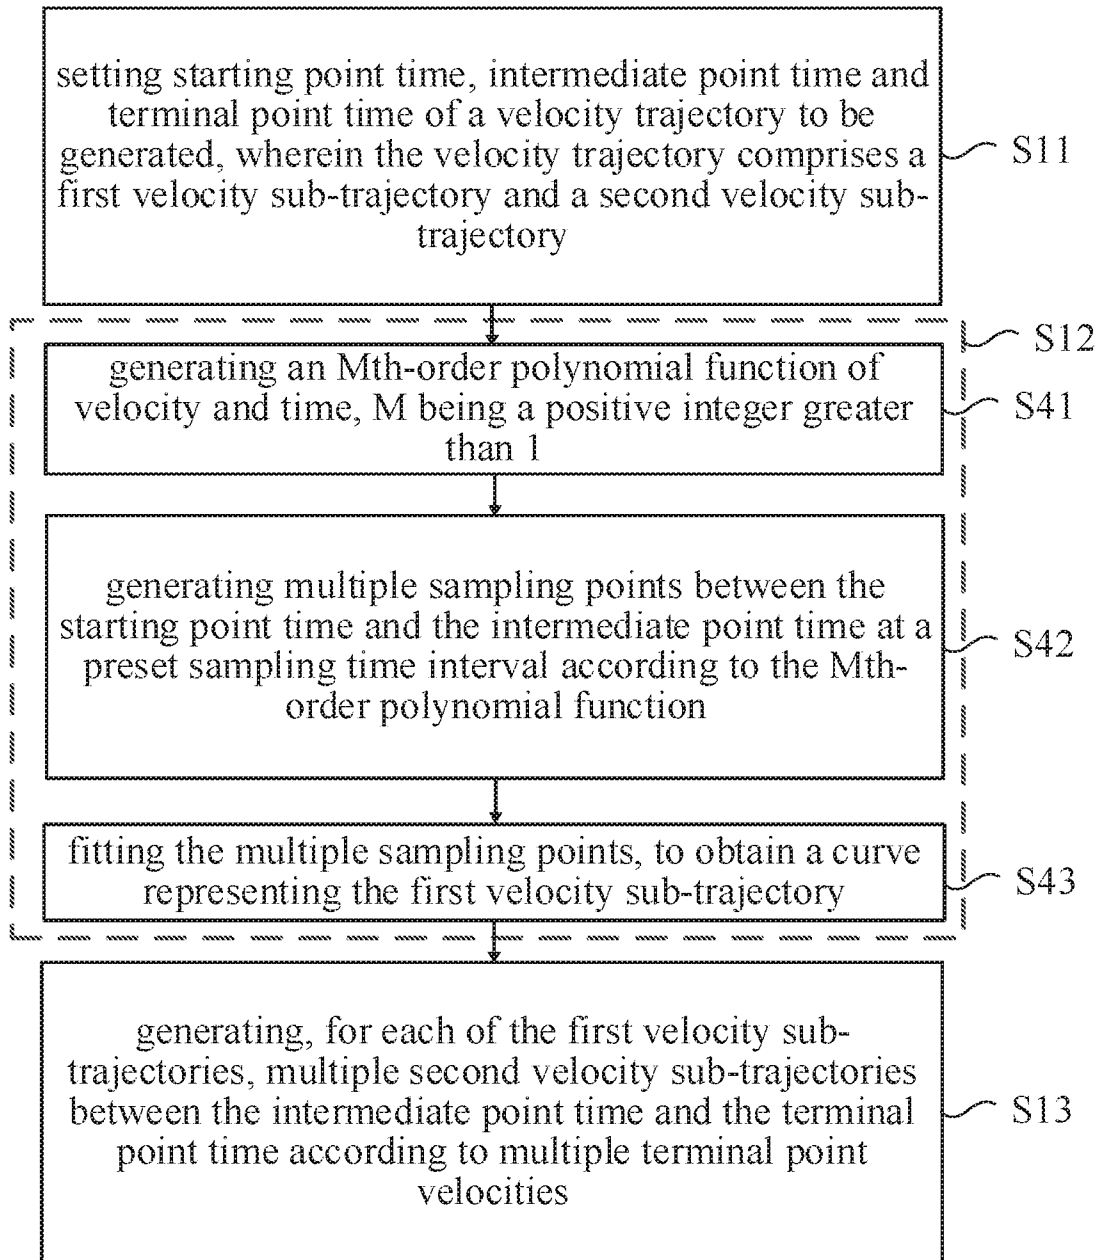 setting starting point time, intermediate point time and
terminal point time of a velocity trajectory to be
generated, wherein the velocity trajectory comprises a
first velocity sub-trajectory and a second velocity sub-
trajectory
S11
S12
generating an Mth-order polynomial function of
velocity and time, M being a positive integer greater
than 1
S41
generating multiple sampling points between the
starting point time and the intermediate point time at a
preset sampling time interval according to the Mth-
order polynomial function
S42
fitting the multiple sampling points, to obtain a curve
representing the first velocity sub-trajectory
S43
generating, for each of the first velocity sub-
trajectories, multiple second velocity sub-trajectories
between the intermediate point time and the terminal
point time according to multiple terminal point
velocities
S13